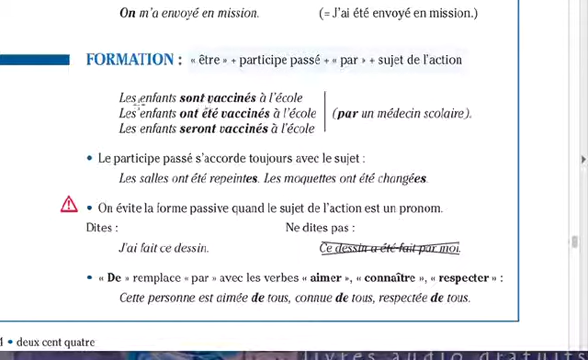 On m'a envoyé en mission. (= J'ai été envoyé en mission.)
FORMATION : « être » + participe passé + « par » + sujet de l'action
Les enfants sont vaccinés à l'école
Les enfants ont été vaccinés à l'école (par un médecin scolaire).
Les enfants seront vaccinés à l'école
• Le participe passé s'accorde toujours avec le sujet :
Les salles ont été repeintes. Les moquettes ont été changées.
• On évite la forme passive quand le sujet de l'action est un pronom.
Dites : Ne dites pas :
J'ai fait ce dessin. Ce dessin a été fait par moi.
• « De » remplace « par » avec les verbes « aimer », « connaître », « respecter » :
Cette personne est aimée de tous, connue de tous, respectée de tous.
• deux cent quatre
livres audio gratuits